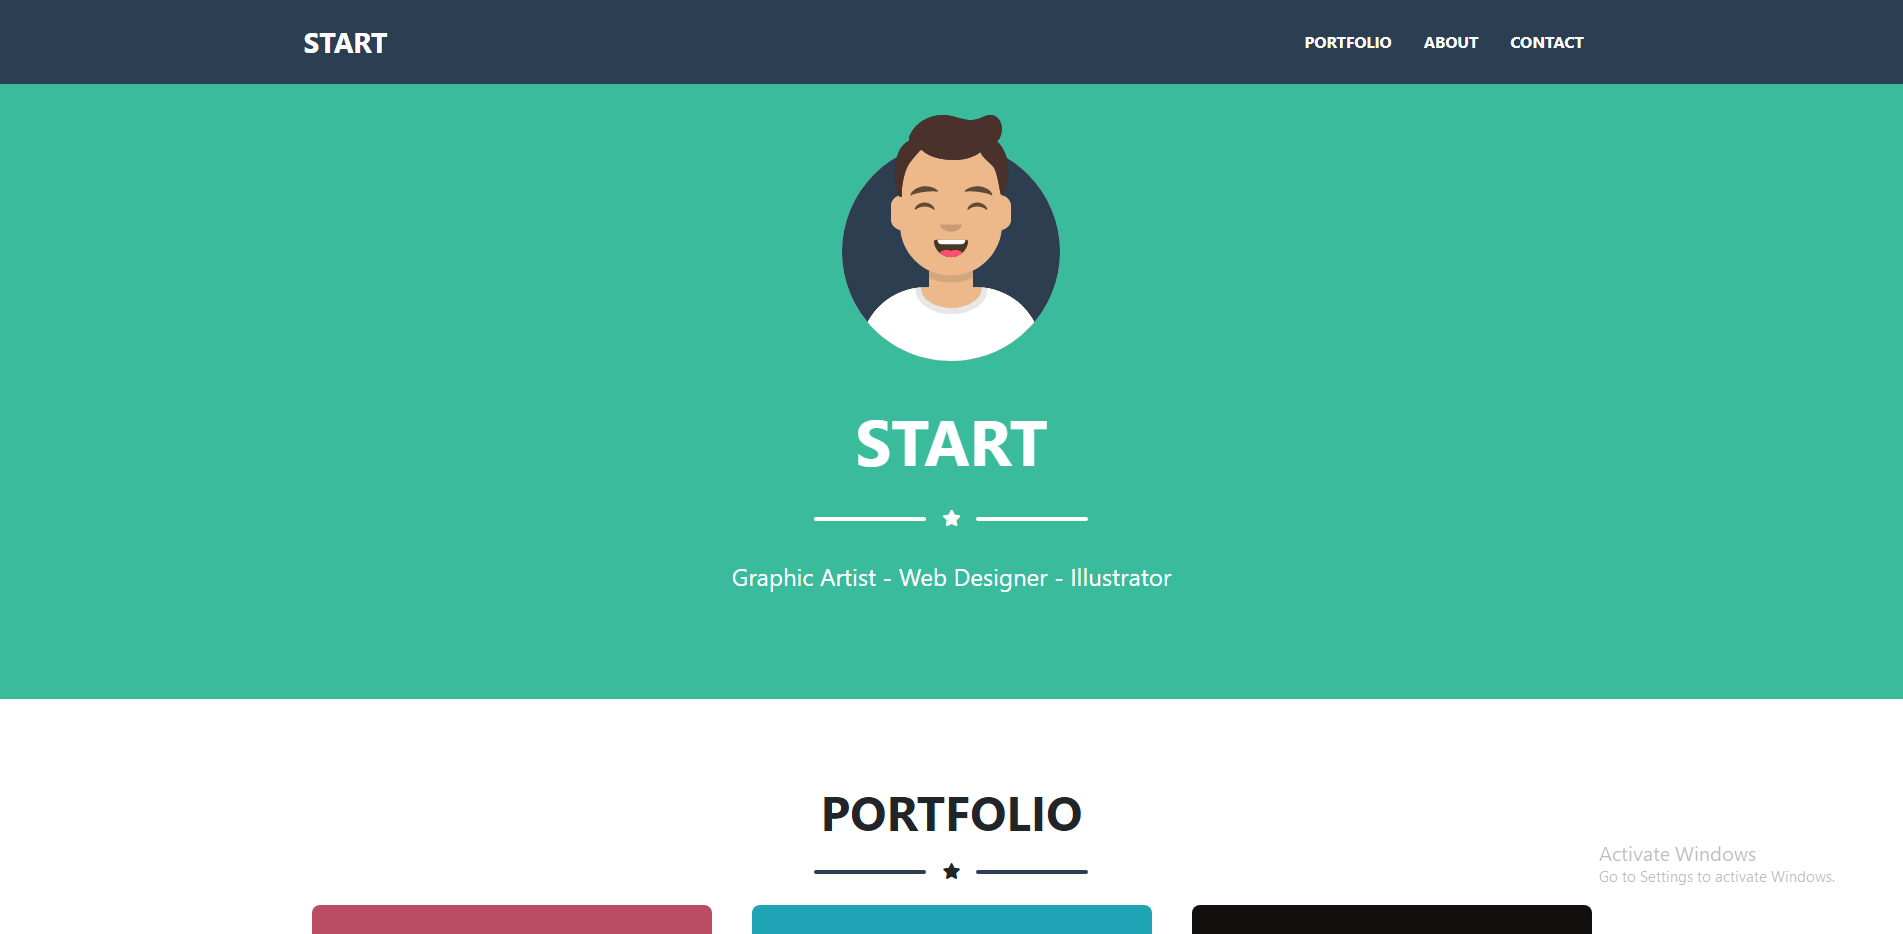 START
PORTFOLIO ABOUT CONTACT
START
Graphic Artist - Web Designer - Illustrator
PORTFOLIO
Activate Windows
Go to Settings to activate Windows.